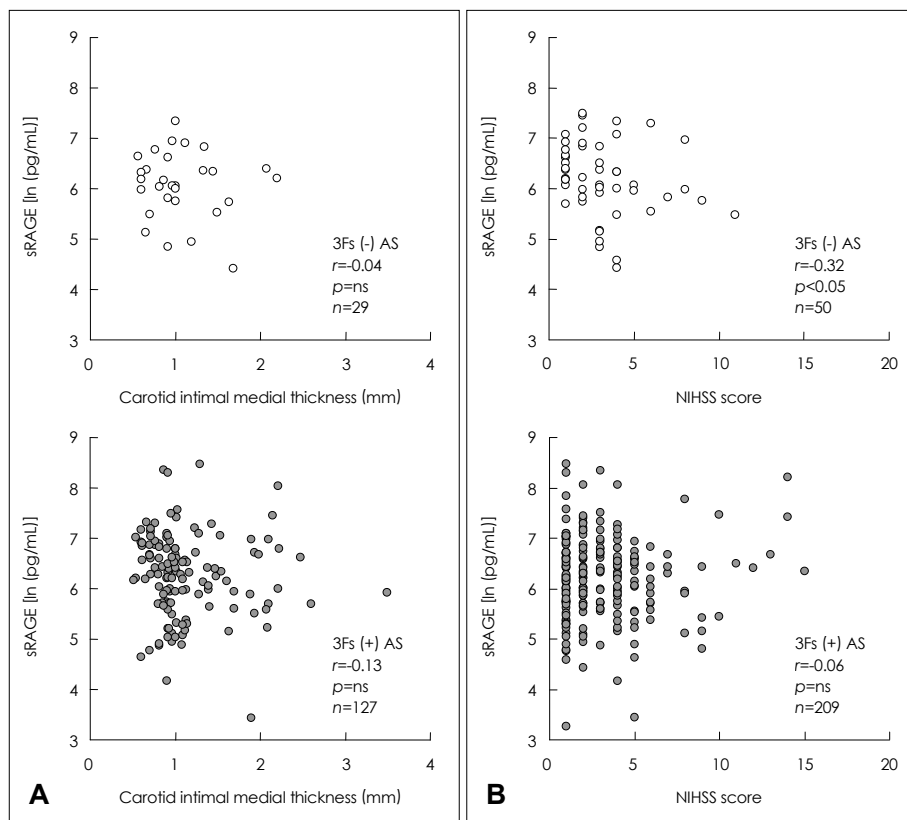 9
8
7
6
5
4
3
sRAGE [ln (pg/mL)]
3Fs (-) AS
r=-0.04
p=ns
n=29
0 1 2 3 4
Carotid intimal medial thickness (mm)
9
8
7
6
5
4
3
sRAGE [ln (pg/mL)]
3Fs (+) AS
r=-0.13
p=ns
n=127
0 1 2 3 4
A Carotid intimal medial thickness (mm)
9
8
7
6
5
4
3
sRAGE [ln (pg/mL)]
3Fs (-) AS
r=-0.32
p<0.05
n=50
0 5 10 15 20
NIHSS score
9
8
7
6
5
4
3
sRAGE [ln (pg/mL)]
3Fs (+) AS
r=-0.06
p=ns
n=209
0 5 10 15 20
B NIHSS score